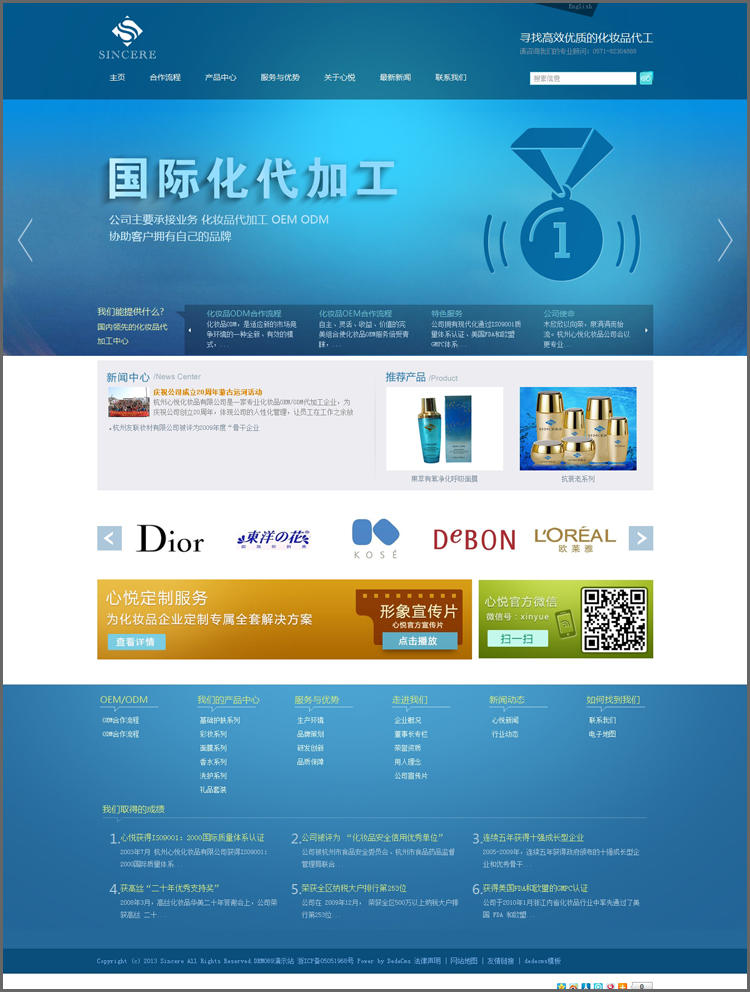 English
SINCERE
寻找高效优质的化妆品代工
请咨询我们的专业顾问: 0571-82304888
主页 合作流程 产品中心 服务与优势 关于心悦 最新新闻 联系我们
搜索信息
国际化代加工
公司主要承接业务 化妆品代加工 OEM ODM
协助客户拥有自己的品牌
1
我们能提供什么?
国内领先的化妆品代
加工中心
化妆品ODM合作流程
化妆品ODM, 是适应新的市场竞
争环境的一种全新、有效的模
式,...
化妆品OEM合作流程
自主、灵活、收益、价值的完
美组合使化妆品OEM服务倍受青
睐,...
特色服务
公司拥有现代化通过ISO9001质
量体系认证、美国FDA和欧盟
GMPC体系...
公司使命
木欣欣以向荣,泉涓涓而始
流。杭州心悦化妆品公司会以
更专业...
新闻中心 /News Center
庆祝公司成立20周年游古运河活动
杭州心悦化妆品有限公司是一家专业化妆品OEM/ODM代加工企业, 为
庆祝公司创立20周年, 体现公司的人性化管理, 让员工在工作之余放
杭州友联妆材有限公司被评为2009年度“骨干企业
推荐产品 /Product
果萃有氧净化呼吸面膜
SINCERE
抗衰老系列
Dior
東洋の花
KOSÉ
DeBON
L'ORÉAL
欧莱雅
心悦定制服务
为化妆品企业定制专属全套解决方案
查看详情
形象宣传片
心悦官方宣传片
点击播放
心悦官方微信
微信号:xinyue
扫一扫
OEM/ODM
OEM合作流程
ODM合作流程
我们的产品中心
基础护肤系列
彩妆系列
面膜系列
香水系列
洗护系列
礼品套装
服务与优势
生产环境
品牌策划
研发创新
品质保障
走进我们
企业概况
董事长专栏
荣誉资质
用人理念
公司宣传片
新闻动态
心悦新闻
行业动态
如何找到我们
联系我们
电子地图
我们取得的成绩
1.心悦获得ISO9001: 2000国际质量体系认证
2003年7月 杭州心悦化妆品有限公司获得ISO9001:
2000国际质量体系...
2.公司被评为 “化妆品安全信用优秀单位”
公司被杭州市食品安全委员会、杭州市食品药品监督
管理局联合...
3.连续五年获得十强成长型企业
2005-2009年, 连续五年获得政府颁布的十强成长型企
业和优秀骨干...
4.获高丝“二十年优秀支持奖”
2008年3月, 高丝化妆品华美二十年答谢会上, 公司荣
获高丝 二十...
5.荣获全区纳税大户排行第253位
公司在 2009年12月, 荣获全区500万以上纳税大户排
行第253位...
6.获得美国FDA和欧盟的GMPC认证
公司于2010年1月浙江内省化妆品行业中率先通过了美
国 FDA 和欧盟...
Copyright (c) 2013 Sincere All Rights Reserved DEMO89演示站 浙ICP备05051968号 Power by DedeCms 法律声明 | 网站地图 | 友情链接 | dedecms模板
0